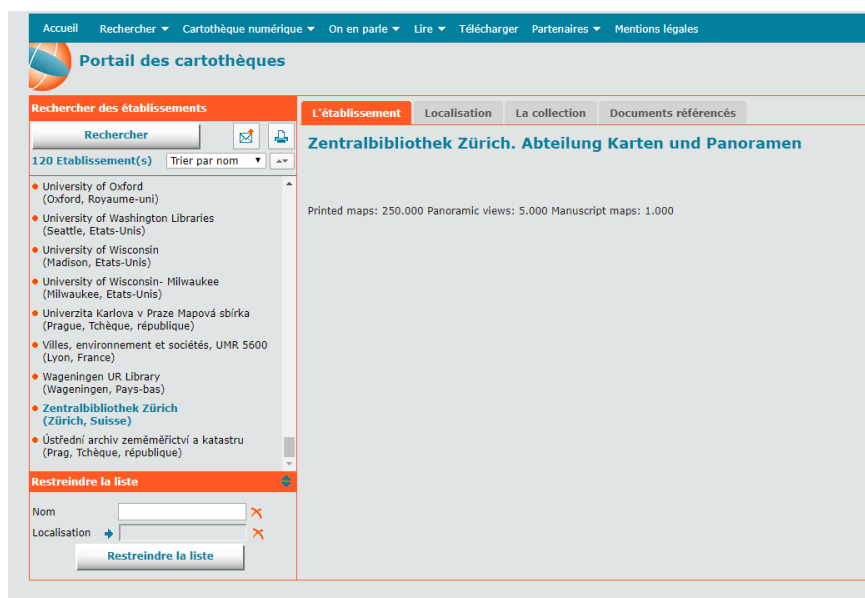 Accueil Rechercher Cartothèque numérique On en parle Lire Télécharger Partenaires Mentions légales
Portail des cartothèques
Rechercher des établissements
Rechercher
120 Etablissement(s) Trier par nom
University of Oxford
(Oxford, Royaume-uni)
University of Washington Libraries
(Seattle, Etats-Unis)
University of Wisconsin
(Madison, Etats-Unis)
University of Wisconsin- Milwaukee
(Milwaukee, Etats-Unis)
Univerzita Karlova v Praze Mapová sbírka
(Prague, Tchèque, république)
Villes, environnement et sociétés, UMR 5600
(Lyon, France)
Wageningen UR Library
(Wageningen, Pays-bas)
Zentralbibliothek Zürich
(Zürich, Suisse)
Ústřední archiv zeměměřictví a katastru
(Prag, Tchèque, république)
Restreindre la liste
Nom
Localisation
Restreindre la liste
L'établissement Localisation La collection Documents référencés
Zentralbibliothek Zürich. Abteilung Karten und Panoramen
Printed maps: 250.000 Panoramic views: 5.000 Manuscript maps: 1.000